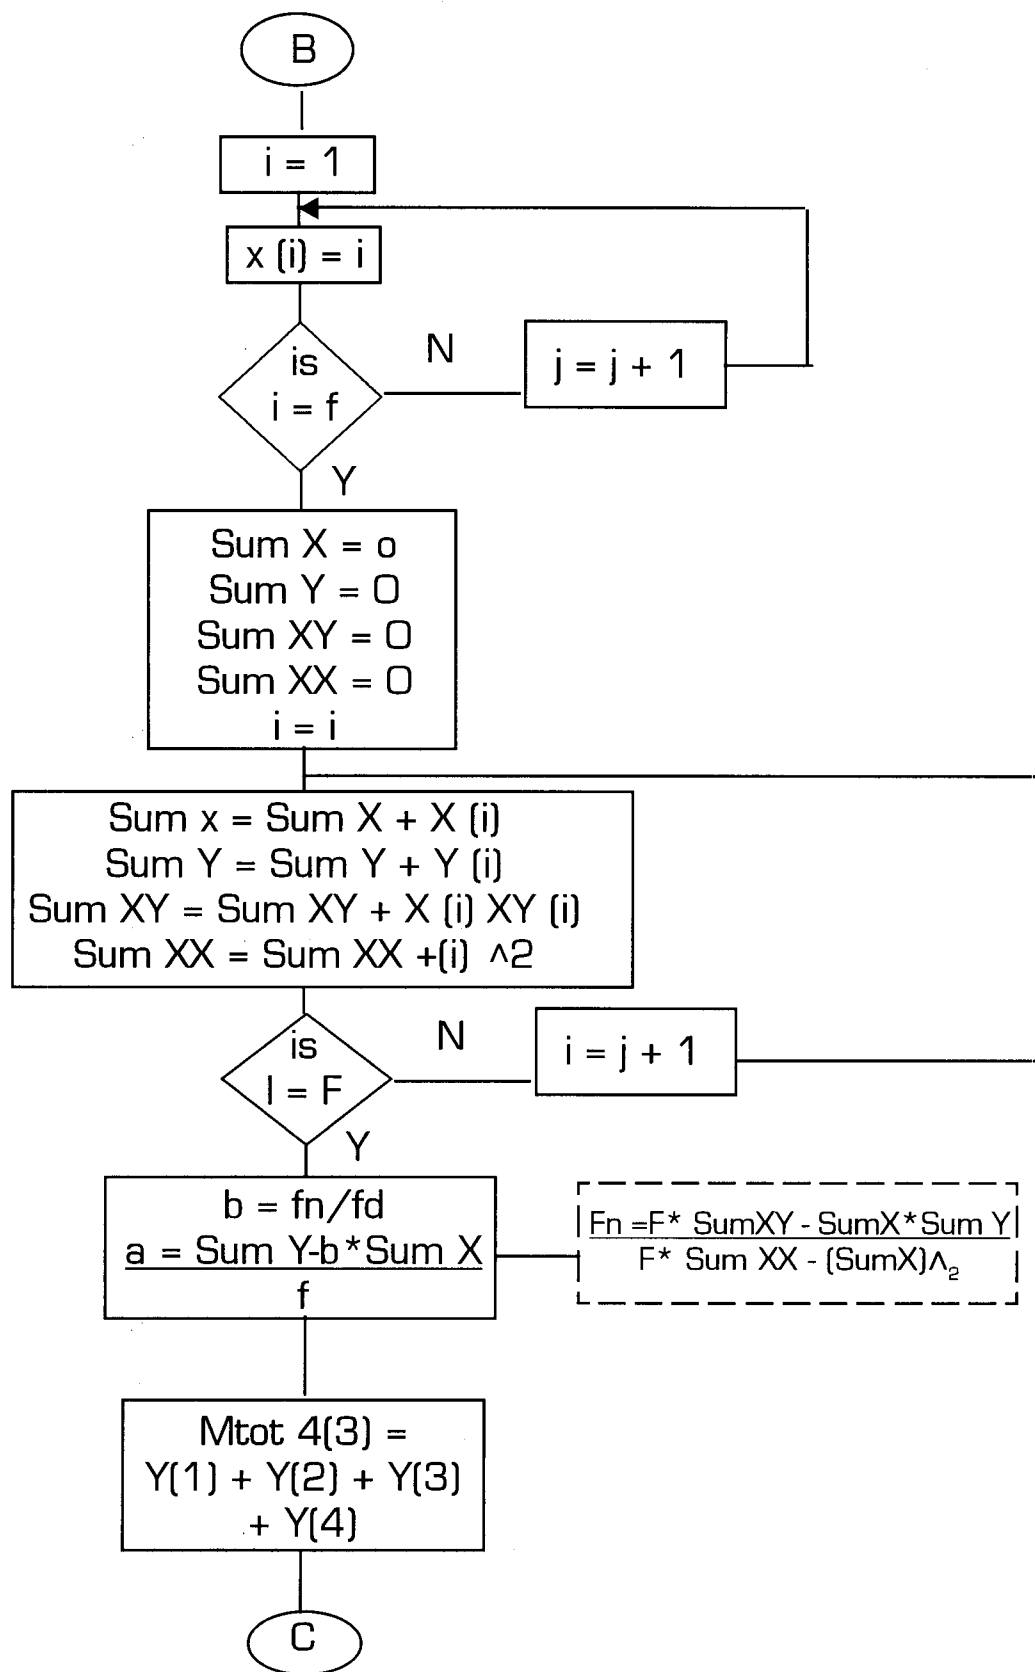 B
i = 1
x (i) = i
is
i = f
N
j = j + 1
Y
Sum X = o
Sum Y = O
Sum XY = O
Sum XX = O
i = i
Sum x = Sum X + X (i)
Sum Y = Sum Y + Y (i)
Sum XY = Sum XY + X (i) XY (i)
Sum XX = Sum XX +(i) ^2
is
I = F
N
i = j + 1
Y
b = fn/fd
a = Sum Y-b*Sum X
f
Fn =F* SumXY - SumX*Sum Y
F* Sum XX - (SumX)^2
Mtot 4(3) =
Y(1) + Y(2) + Y(3)
+ Y(4)
C